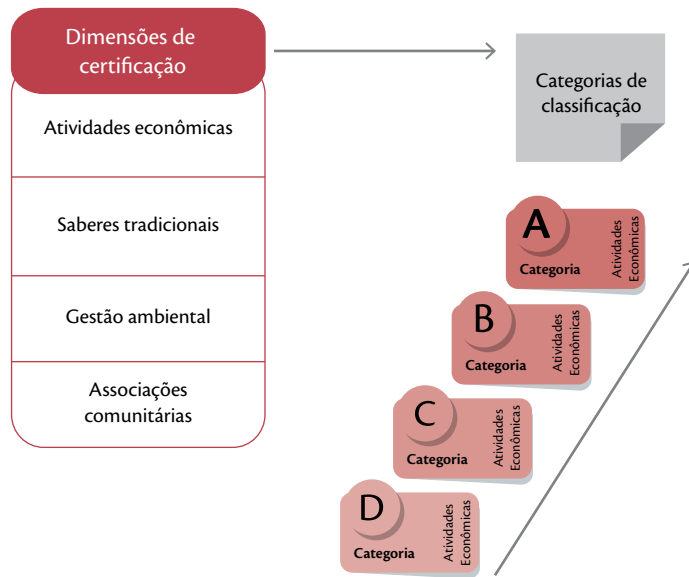 Dimensões de
certificação
Atividades econômicas
Saberes tradicionais
Gestão ambiental
Associações
comunitárias
Categorias de
classificação
A
Categoria
Atividades
Econômicas
B
Categoria
Atividades
Econômicas
C
Categoria
Atividades
Econômicas
D
Categoria
Atividades
Econômicas